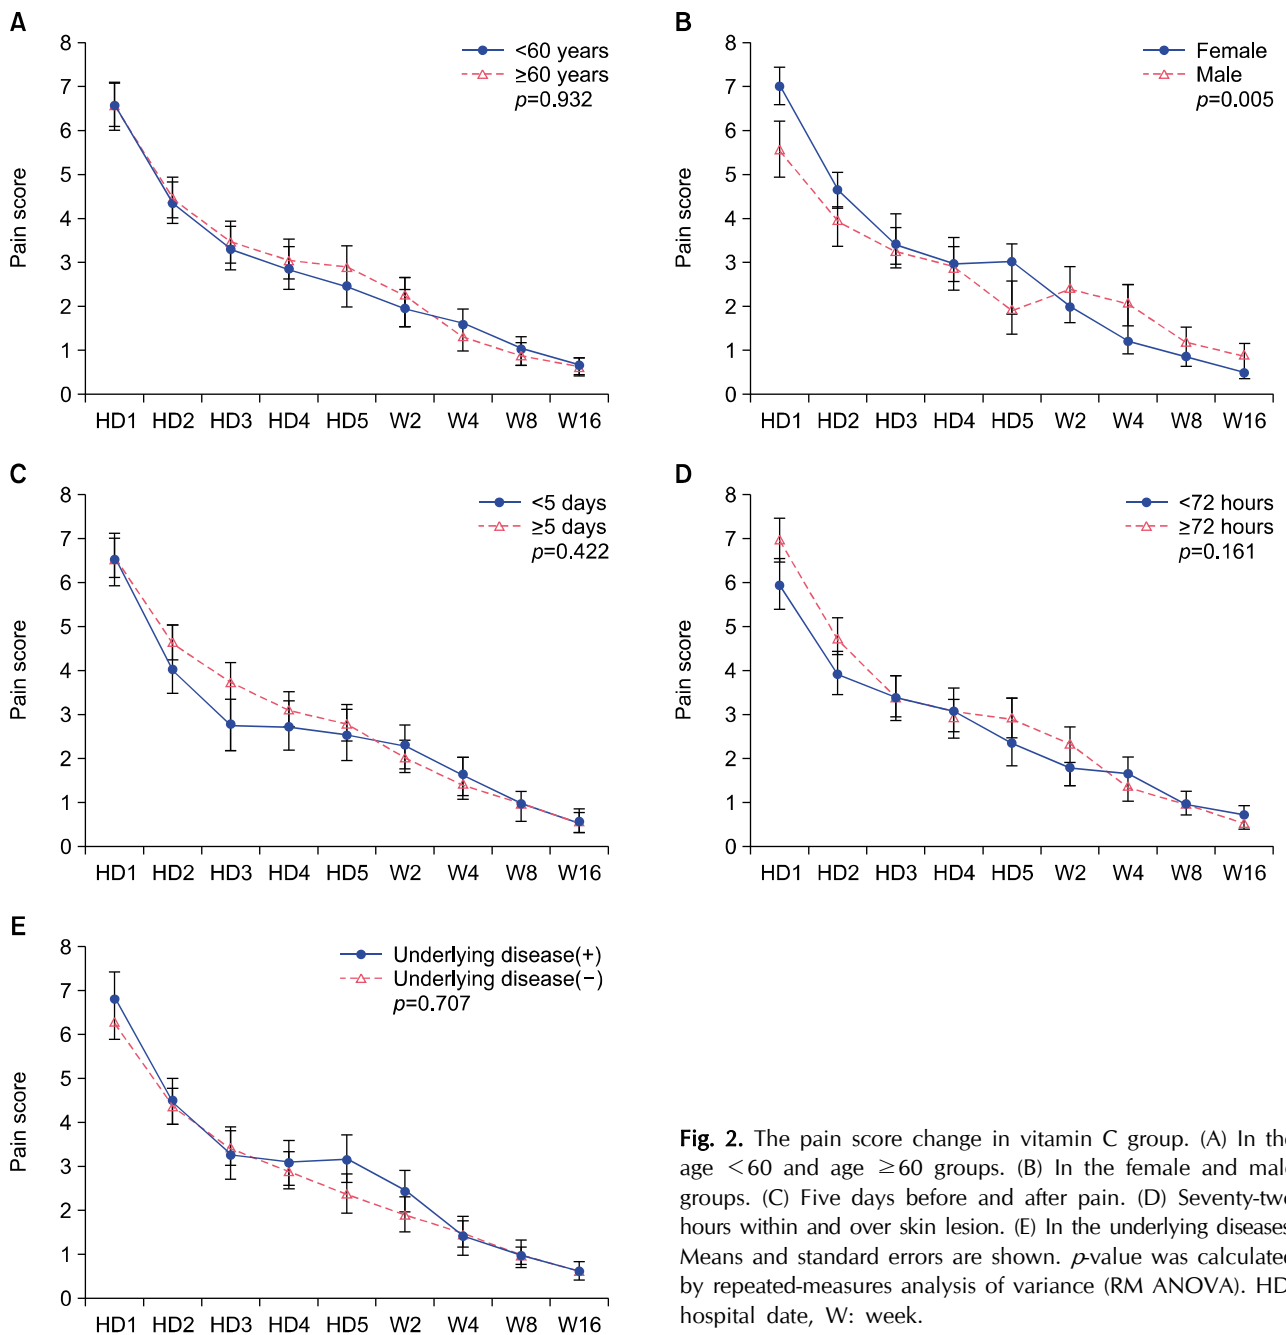 A
8
7
6
5
4
3
2
1
0
Pain score
<60 years
≥60 years
p=0.932
HD1 HD2 HD3 HD4 HD5 W2 W4 W8 W16
B
8
7
6
5
4
3
2
1
0
Pain score
Female
Male
p=0.005
HD1 HD2 HD3 HD4 HD5 W2 W4 W8 W16
C
8
7
6
5
4
3
2
1
0
Pain score
<5 days
≥5 days
p=0.422
HD1 HD2 HD3 HD4 HD5 W2 W4 W8 W16
D
8
7
6
5
4
3
2
1
0
Pain score
<72 hours
≥72 hours
p=0.161
HD1 HD2 HD3 HD4 HD5 W2 W4 W8 W16
E
8
7
6
5
4
3
2
1
0
Pain score
Underlying disease(+)
Underlying disease(−)
p=0.707
HD1 HD2 HD3 HD4 HD5 W2 W4 W8 W16
Fig. 2. The pain score change in vitamin C group. (A) In the
age <60 and age ≥60 groups. (B) In the female and male
groups. (C) Five days before and after pain. (D) Seventy-two
hours within and over skin lesion. (E) In the underlying diseases
Means and standard errors are shown. p-value was calculated
by repeated-measures analysis of variance (RM ANOVA). HD
hospital date, W: week.